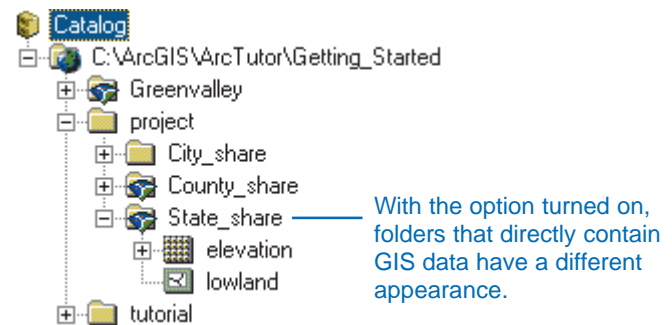 Catalog
C:\ArcGIS\ArcTutor\Getting_Started
Greenvalley
project
City_share
County_share
State_share
With the option turned on,
folders that directly contain
GIS data have a different
appearance.
elevation
lowland
tutorial